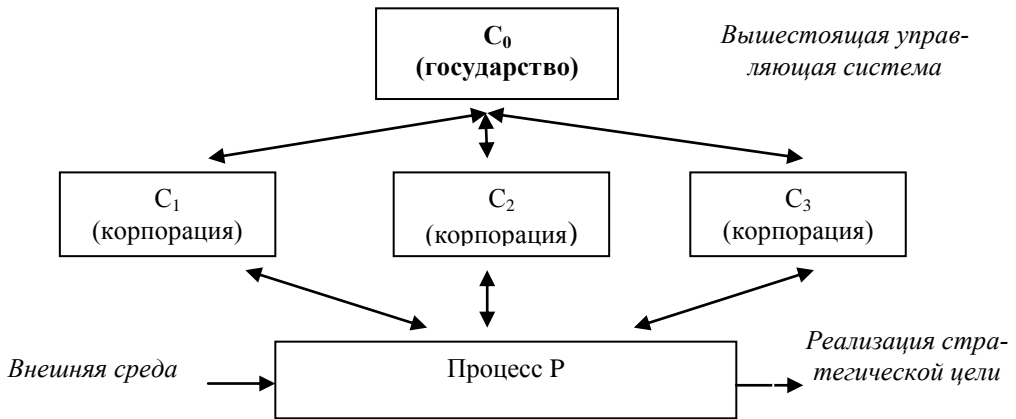 C₀
(государство)
Вышестоящая управ-
ляющая система
C₁
(корпорация)
C₂
(корпорация)
C₃
(корпорация)
Внешняя среда
Процесс P
Реализация стра-
тегической цели